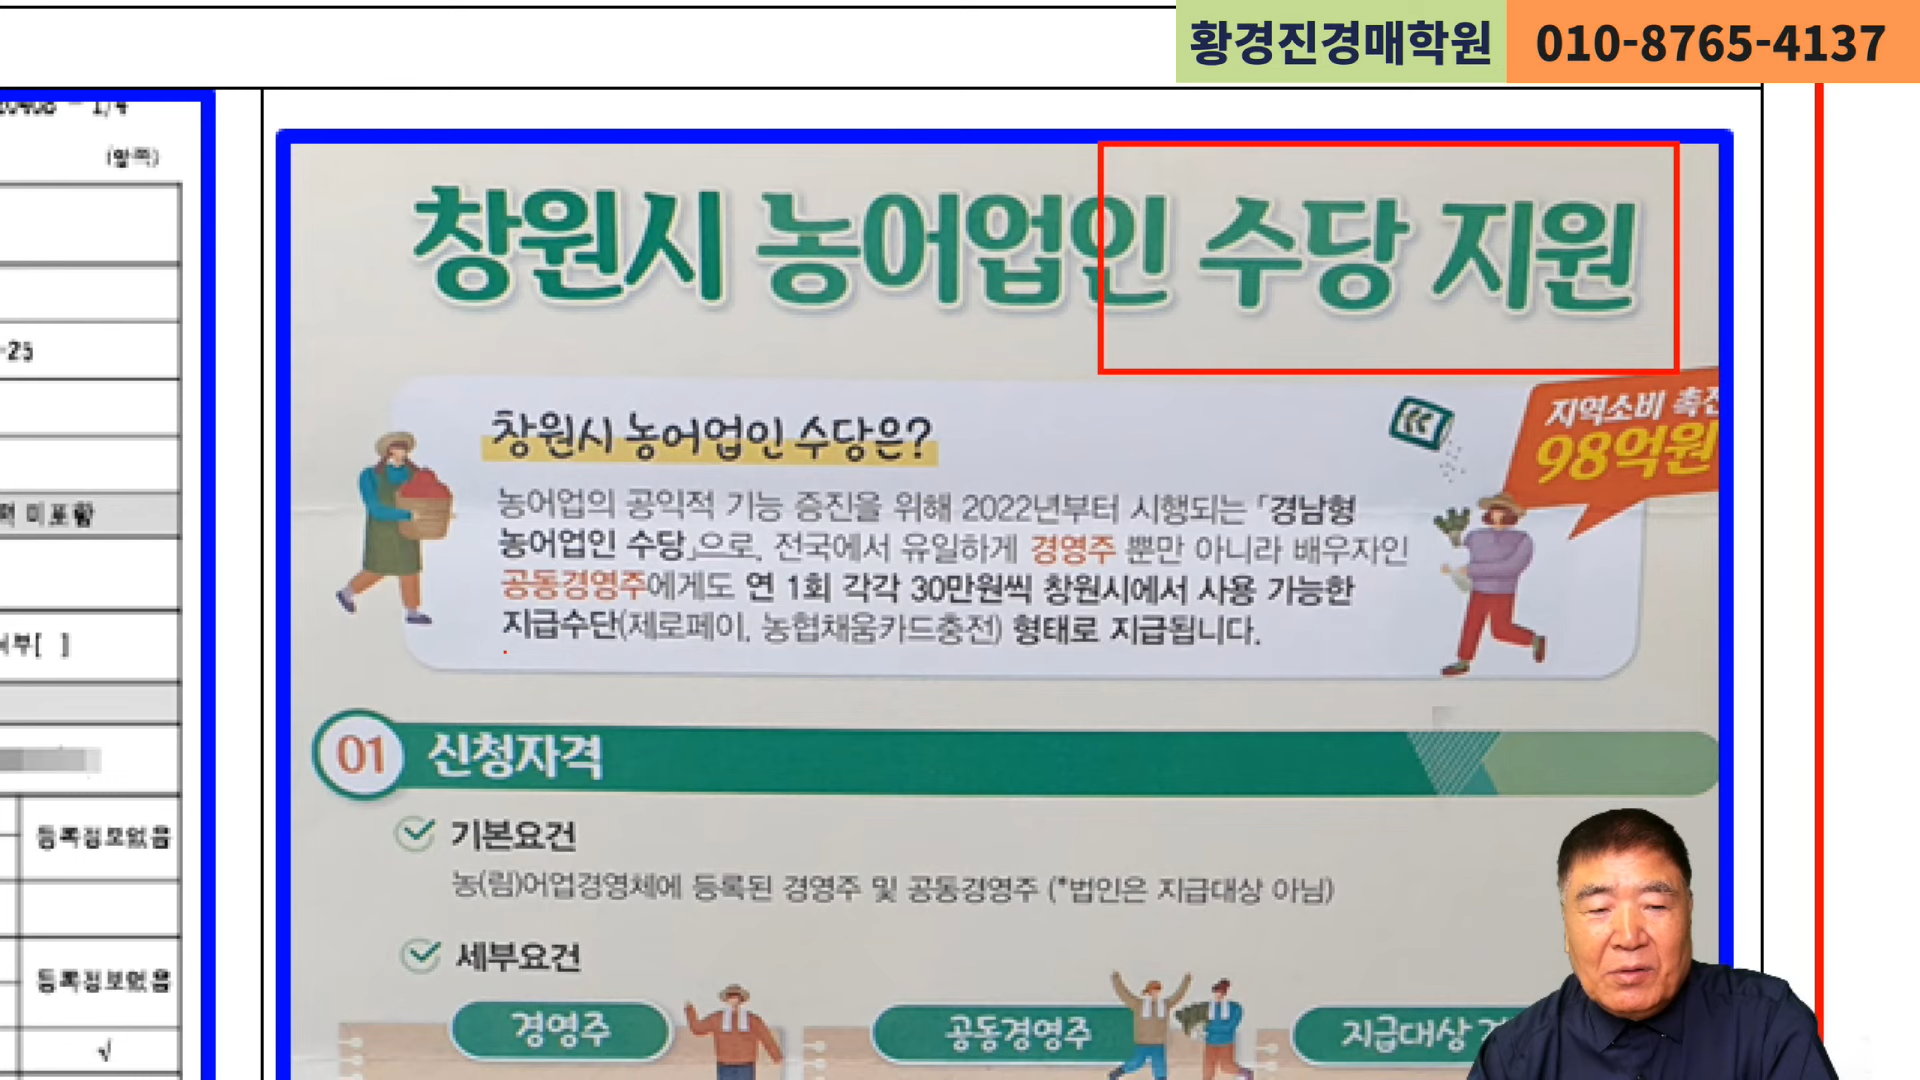 황경진경매학원 010-8765-4137
(앞쪽)
-25
미포함
여부[ ]
등록정보없음
등록정보없음
√
창원시 농어업인 수당 지원
지역소비 촉진
98억원
창원시 농어업인 수당은?
농어업의 공익적 기능 증진을 위해 2022년부터 시행되는 「경남형
농어업인 수당」으로, 전국에서 유일하게 경영주 뿐만 아니라 배우자인
공동경영주에게도 연 1회 각각 30만원씩 창원시에서 사용 가능한
지급수단(제로페이, 농협채움카드충전) 형태로 지급됩니다.
01 신청자격
기본요건
농(림)어업경영체에 등록된 경영주 및 공동경영주 (*법인은 지급대상 아님)
세부요건
경영주 공동경영주 지급대상